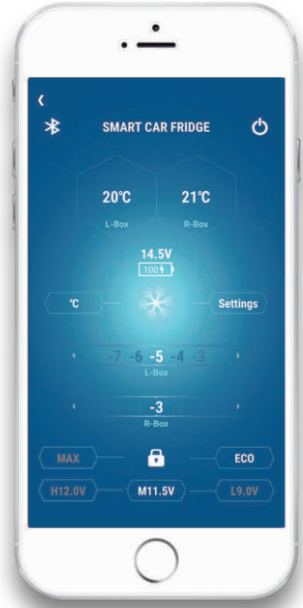 SMART CAR FRIDGE
20℃ 21℃
L-Box R-Box
14.5V
100
℃ Settings
-7 -6 -5 -4 -3
L-Box
-3
R-Box
MAX ECO
H12.0V M11.5V L9.0V